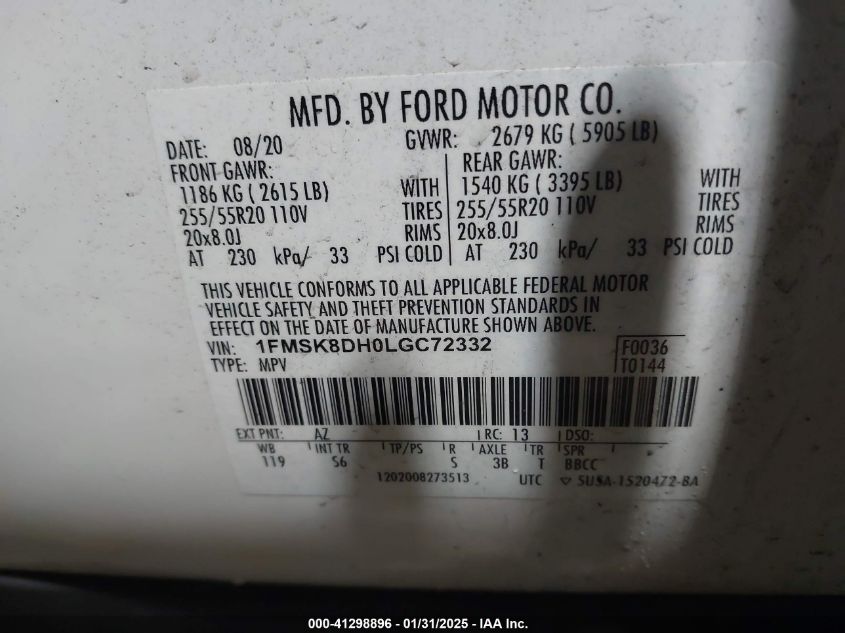 MFD. BY FORD MOTOR CO.
DATE: 08/20 GVWR: 2679 KG ( 5905 LB)
FRONT GAWR: REAR GAWR:
1186 KG ( 2615 LB) WITH 1540 KG ( 3395 LB) WITH
255/55R20 110V TIRES 255/55R20 110V TIRES
20x8.0J RIMS 20x8.0J RIMS
AT 230 kPa/ 33 PSI COLD AT 230 kPa/ 33 PSI COLD
THIS VEHICLE CONFORMS TO ALL APPLICABLE FEDERAL MOTOR
VEHICLE SAFETY AND THEFT PREVENTION STANDARDS IN
EFFECT ON THE DATE OF MANUFACTURE SHOWN ABOVE.
VIN: 1FMSK8DH0LGC72332 F0036
TYPE: MPV T0144
EXT PNT: AZ RC: 13 DSO:
WB INT TR TP/PS R AXLE TR SPR
119 S6 S 3B T BBCC
1202008273513 UTC ▽ SUSA-1520472-BA
000-41298896 - 01/31/2025 - IAA Inc.